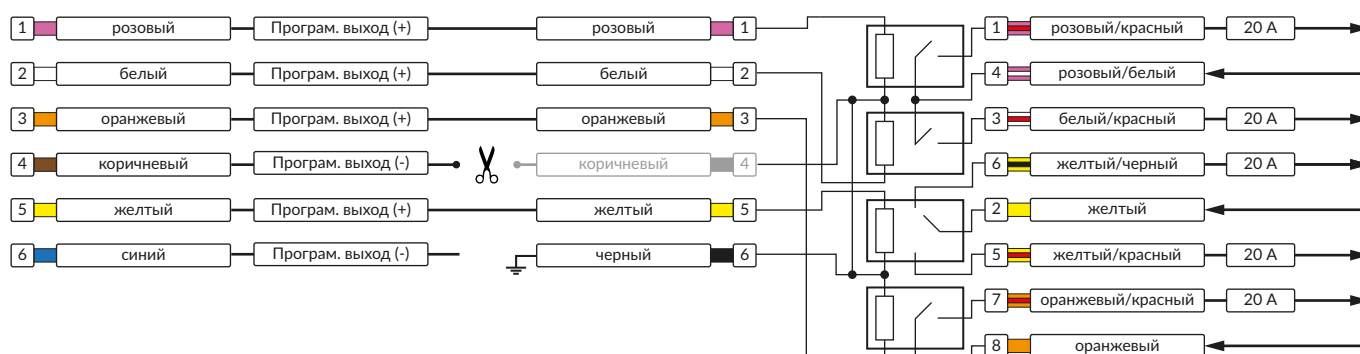 1 розовый Програм. выход (+) розовый 1 1 розовый/красный 20 А
2 белый Програм. выход (+) белый 2 4 розовый/белый
3 оранжевый Програм. выход (+) оранжевый 3 3 белый/красный 20 А
4 коричневый Програм. выход (-) коричневый 4 6 желтый/черный 20 А
5 желтый Програм. выход (+) желтый 5 2 желтый
6 синий Програм. выход (-) черный 6 5 желтый/красный 20 А
7 оранжевый/красный 20 А
8 оранжевый